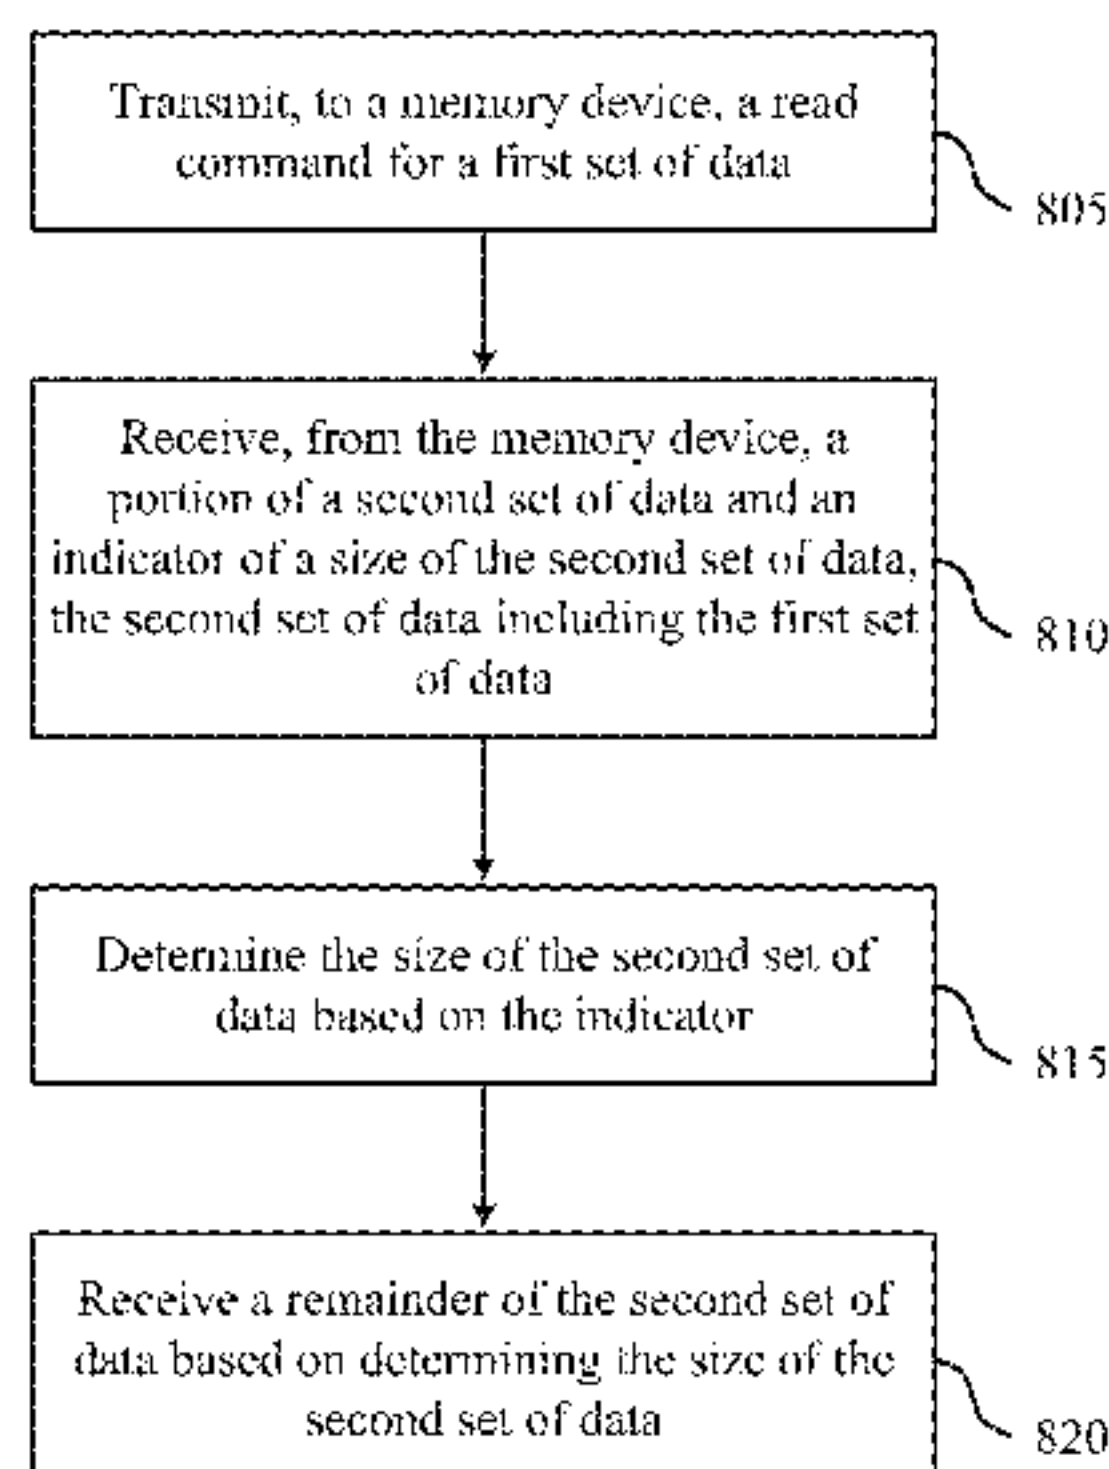 Transmit, to a memory device, a read
command for a first set of data
805
Receive, from the memory device, a
portion of a second set of data and an
indicator of a size of the second set of data,
the second set of data including the first set
of data
810
Determine the size of the second set of
data based on the indicator
815
Receive a remainder of the second set of
data based on determining the size of the
second set of data
820